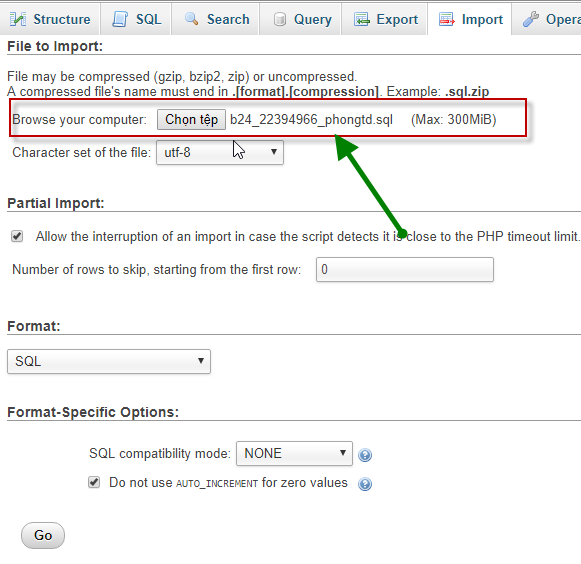 Structure SQL Search Query Export Import Opera
File to Import:
File may be compressed (gzip, bzip2, zip) or uncompressed.
A compressed file's name must end in .[format].[compression]. Example: .sql.zip
Browse your computer: Chọn tệp b24_22394966_phongtd.sql (Max: 300MiB)
Character set of the file: utf-8
Partial Import:
Allow the interruption of an import in case the script detects it is close to the PHP timeout limit.
Number of rows to skip, starting from the first row: 0
Format:
SQL
Format-Specific Options:
SQL compatibility mode: NONE
Do not use AUTO_INCREMENT for zero values
Go